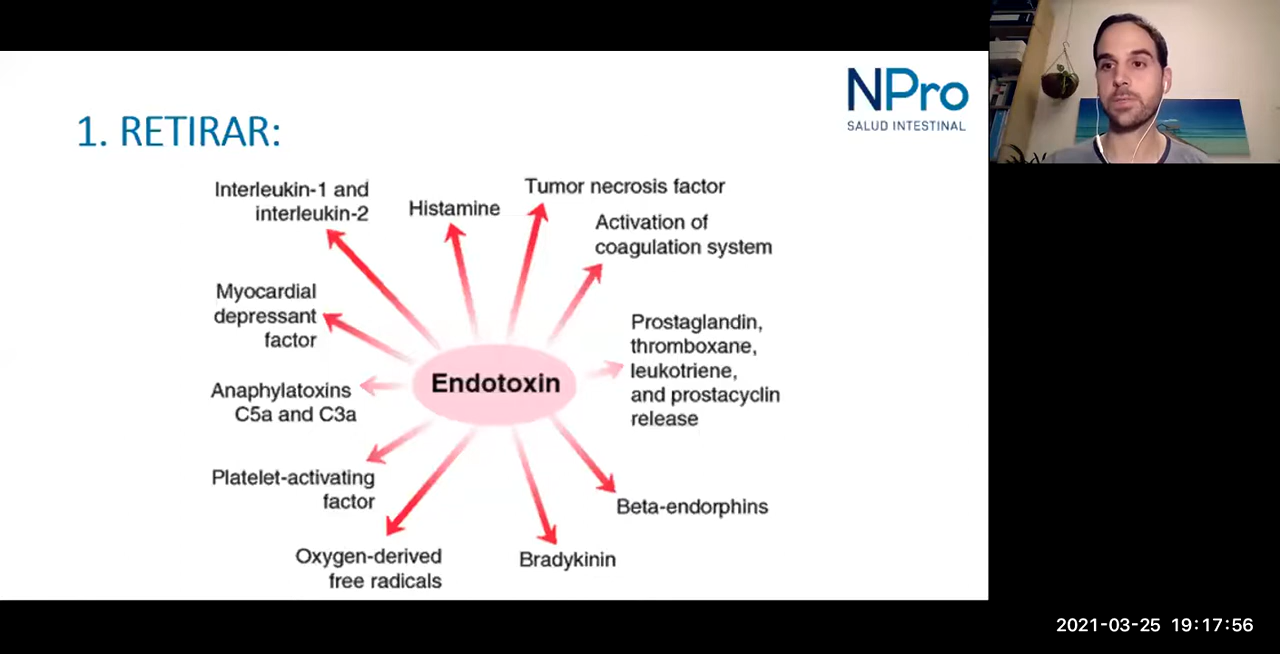 NPro
SALUD INTESTINAL
1. RETIRAR:
Interleukin-1 and
interleukin-2
Histamine
Tumor necrosis factor
Activation of
coagulation system
Myocardial
depressant
factor
Prostaglandin,
thromboxane,
leukotriene,
and prostacyclin
release
Endotoxin
Anaphylatoxins
C5a and C3a
Platelet-activating
factor
Beta-endorphins
Oxygen-derived
free radicals
Bradykinin
2021-03-25 19:17:56